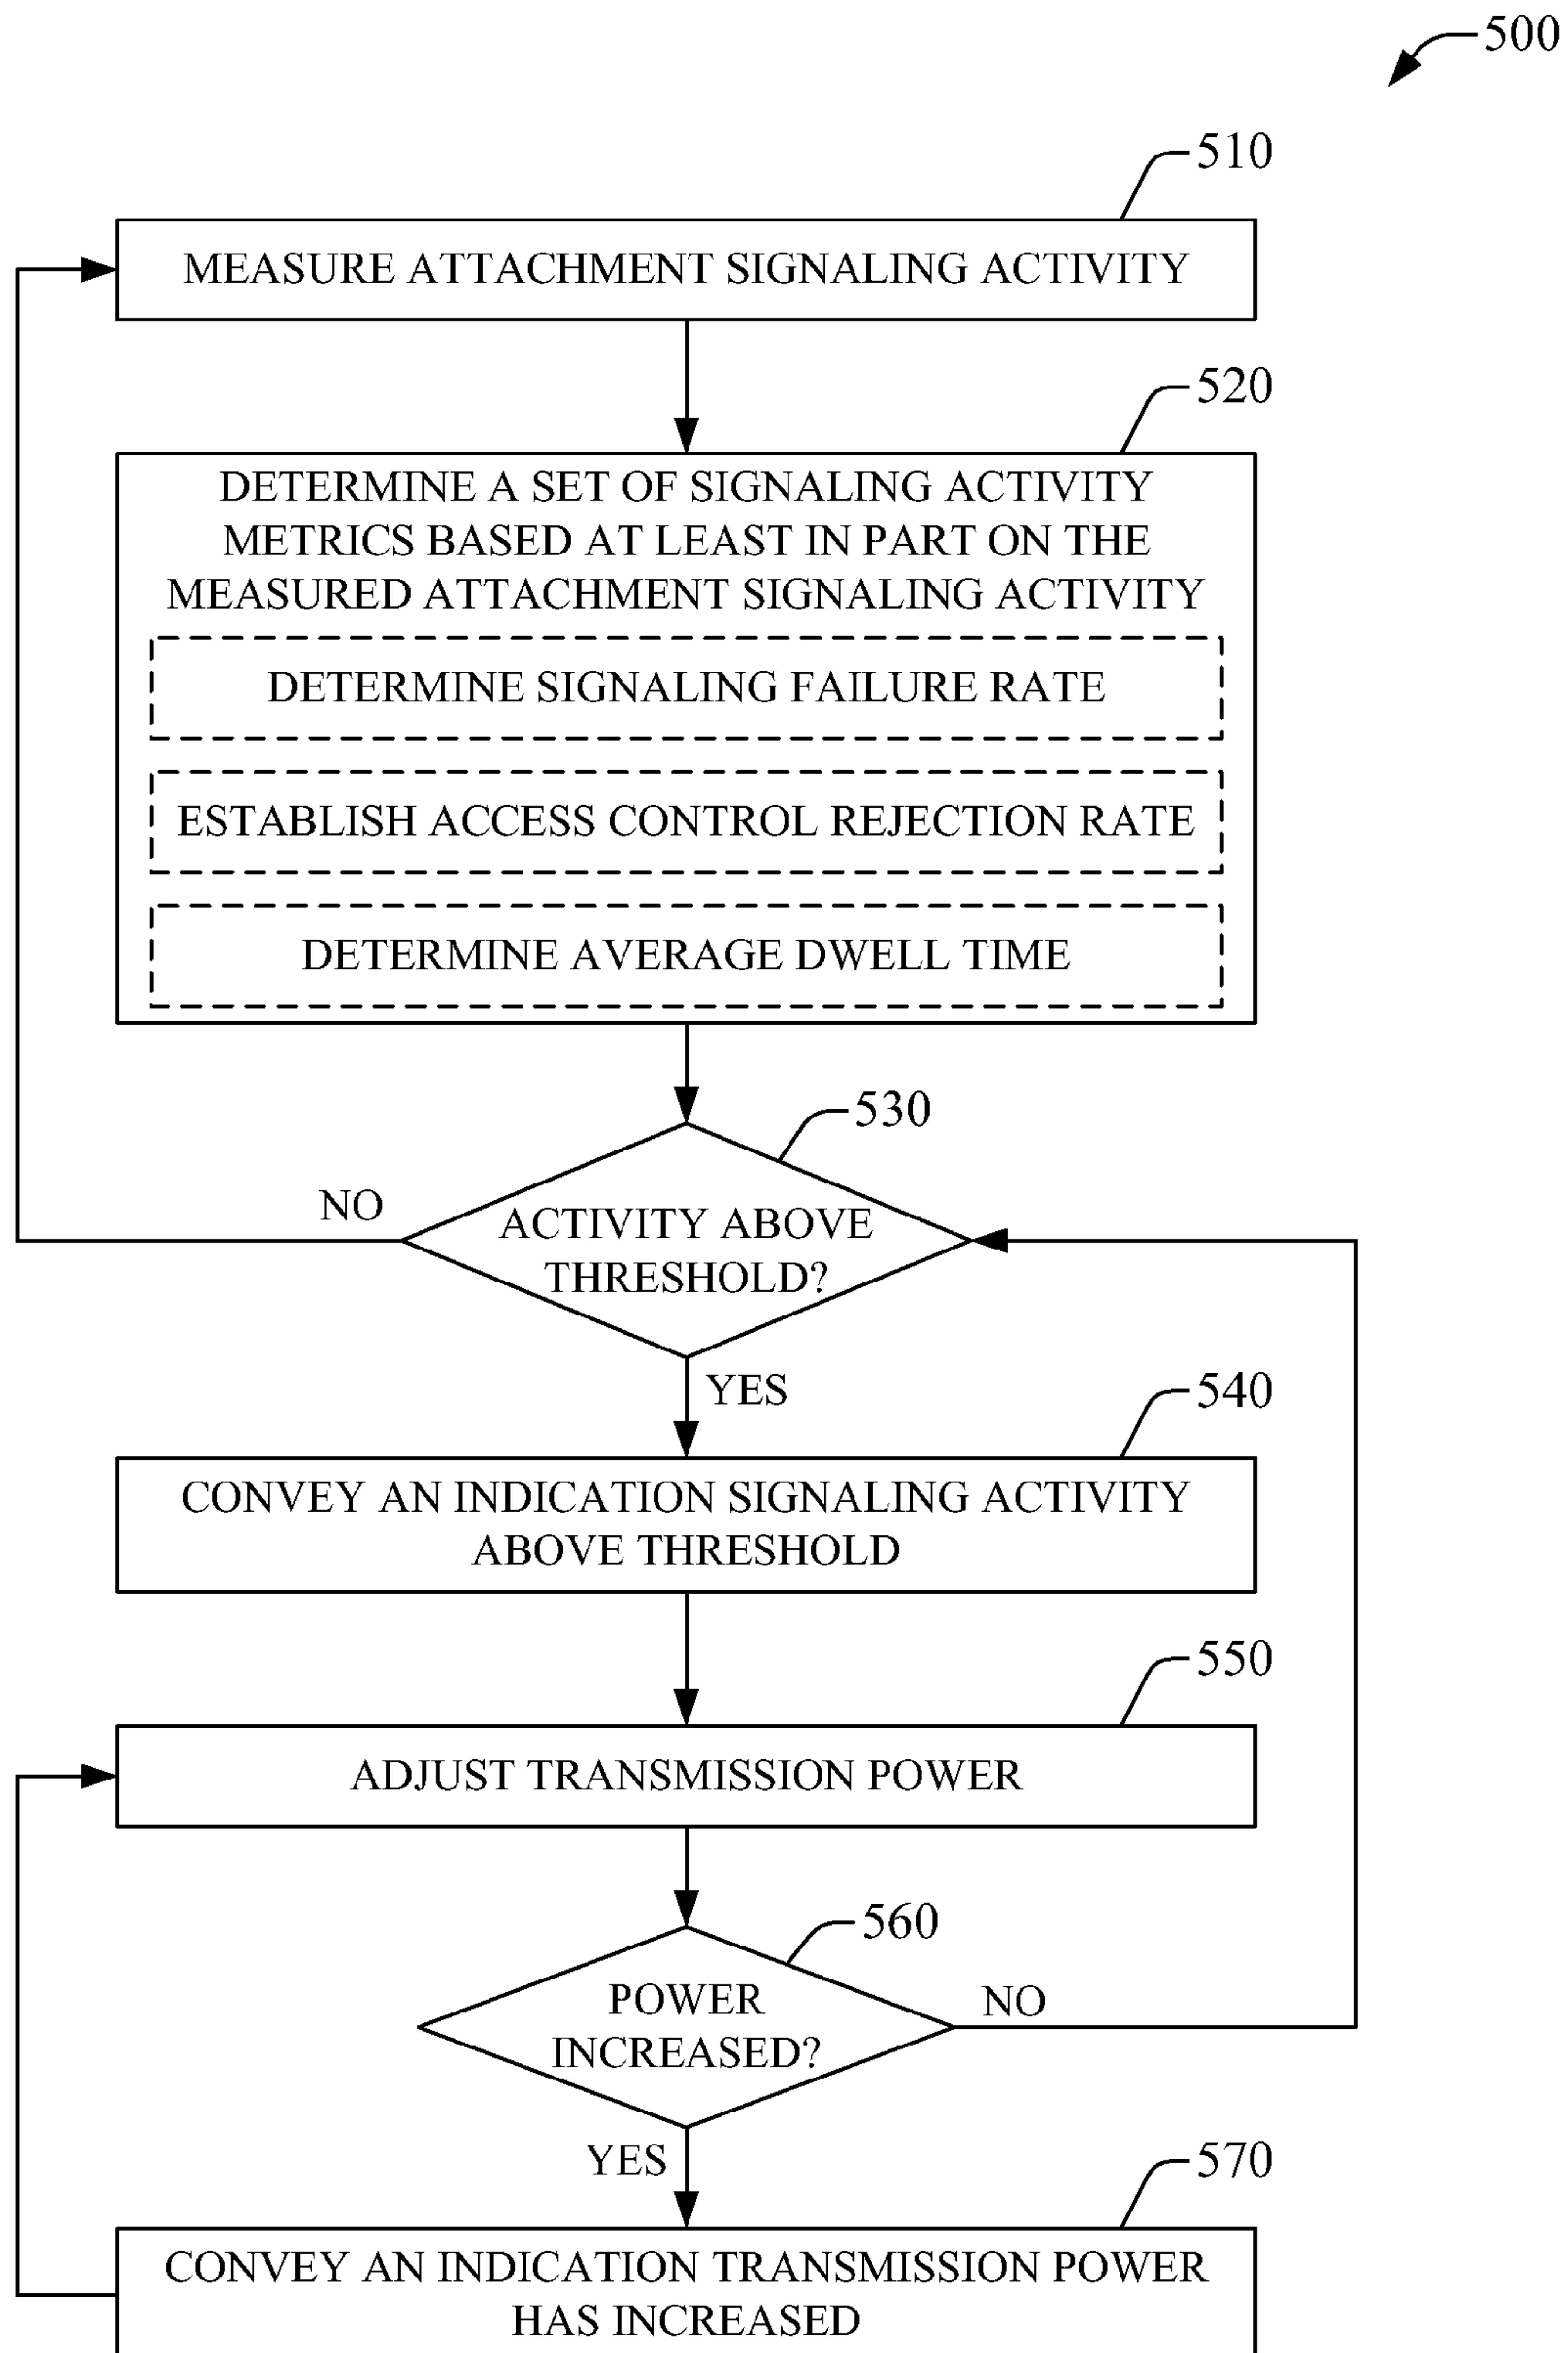 500
510
MEASURE ATTACHMENT SIGNALING ACTIVITY
520
DETERMINE A SET OF SIGNALING ACTIVITY
METRICS BASED AT LEAST IN PART ON THE
MEASURED ATTACHMENT SIGNALING ACTIVITY
DETERMINE SIGNALING FAILURE RATE
ESTABLISH ACCESS CONTROL REJECTION RATE
DETERMINE AVERAGE DWELL TIME
530
NO
ACTIVITY ABOVE
THRESHOLD?
YES
540
CONVEY AN INDICATION SIGNALING ACTIVITY
ABOVE THRESHOLD
550
ADJUST TRANSMISSION POWER
560
POWER
INCREASED?
NO
YES
570
CONVEY AN INDICATION TRANSMISSION POWER
HAS INCREASED